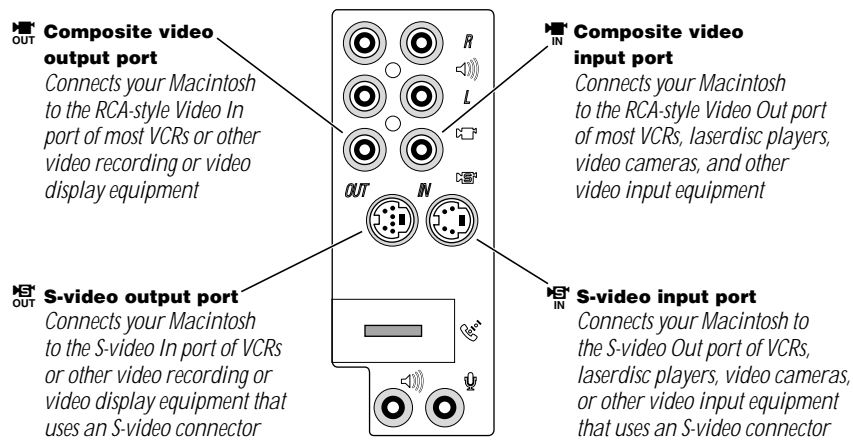 OUT
Composite video
output port
Connects your Macintosh
to the RCA-style Video In
port of most VCRs or other
video recording or video
display equipment
S
OUT
S-video output port
Connects your Macintosh
to the S-video In port of VCRs
or other video recording or
video display equipment that
uses an S-video connector
R
L
S
OUT IN
IN
Composite video
input port
Connects your Macintosh
to the RCA-style Video Out port
of most VCRs, laserdisc players,
video cameras, and other
video input equipment
S
IN
S-video input port
Connects your Macintosh to
the S-video Out port of VCRs,
laserdisc players, video cameras,
or other video input equipment
that uses an S-video connector